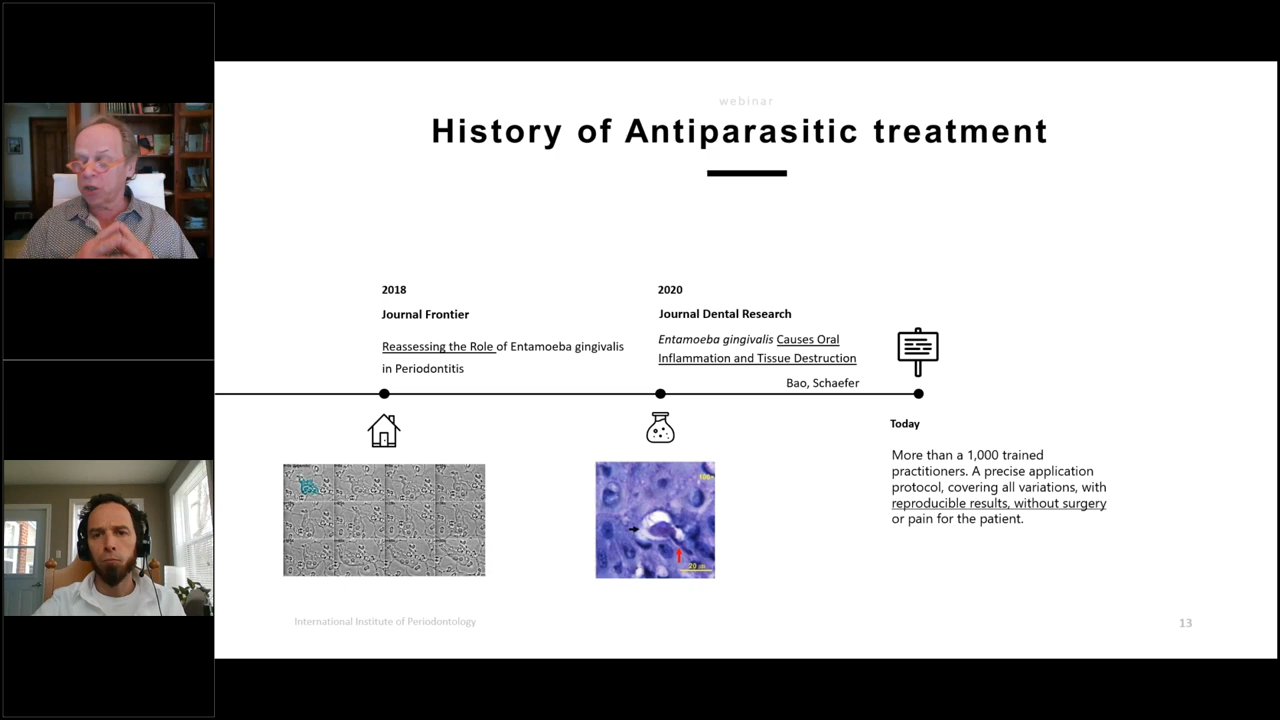 webinar
History of Antiparasitic treatment
2018
Journal Frontier
Reassessing the Role of Entamoeba gingivalis
in Periodontitis
2020
Journal Dental Research
Entamoeba gingivalis Causes Oral
Inflammation and Tissue Destruction
Bao, Schaefer
Today
More than a 1,000 trained
practitioners. A precise application
protocol, covering all variations, with
reproducible results, without surgery
or pain for the patient.
International Institute of Periodontology
13